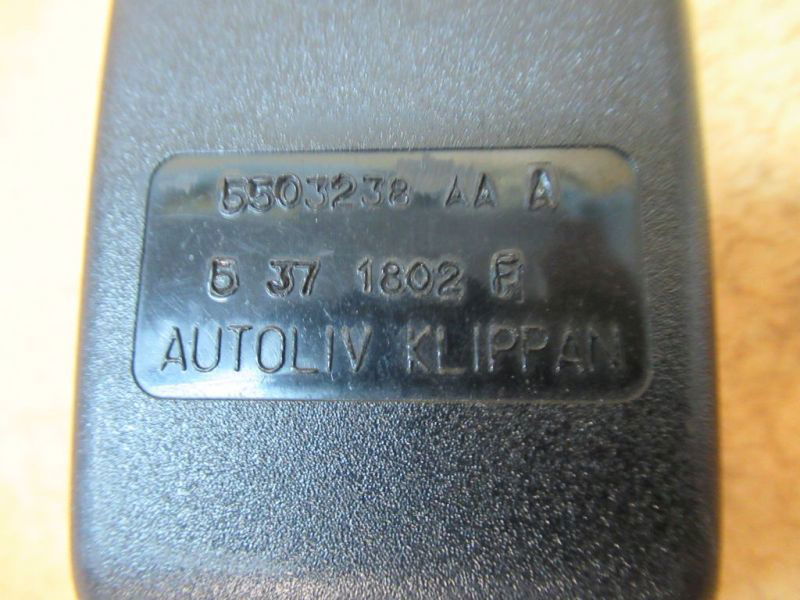 5503238 AA A
5 37 1802 F
AUTOLIV KLIPPAN